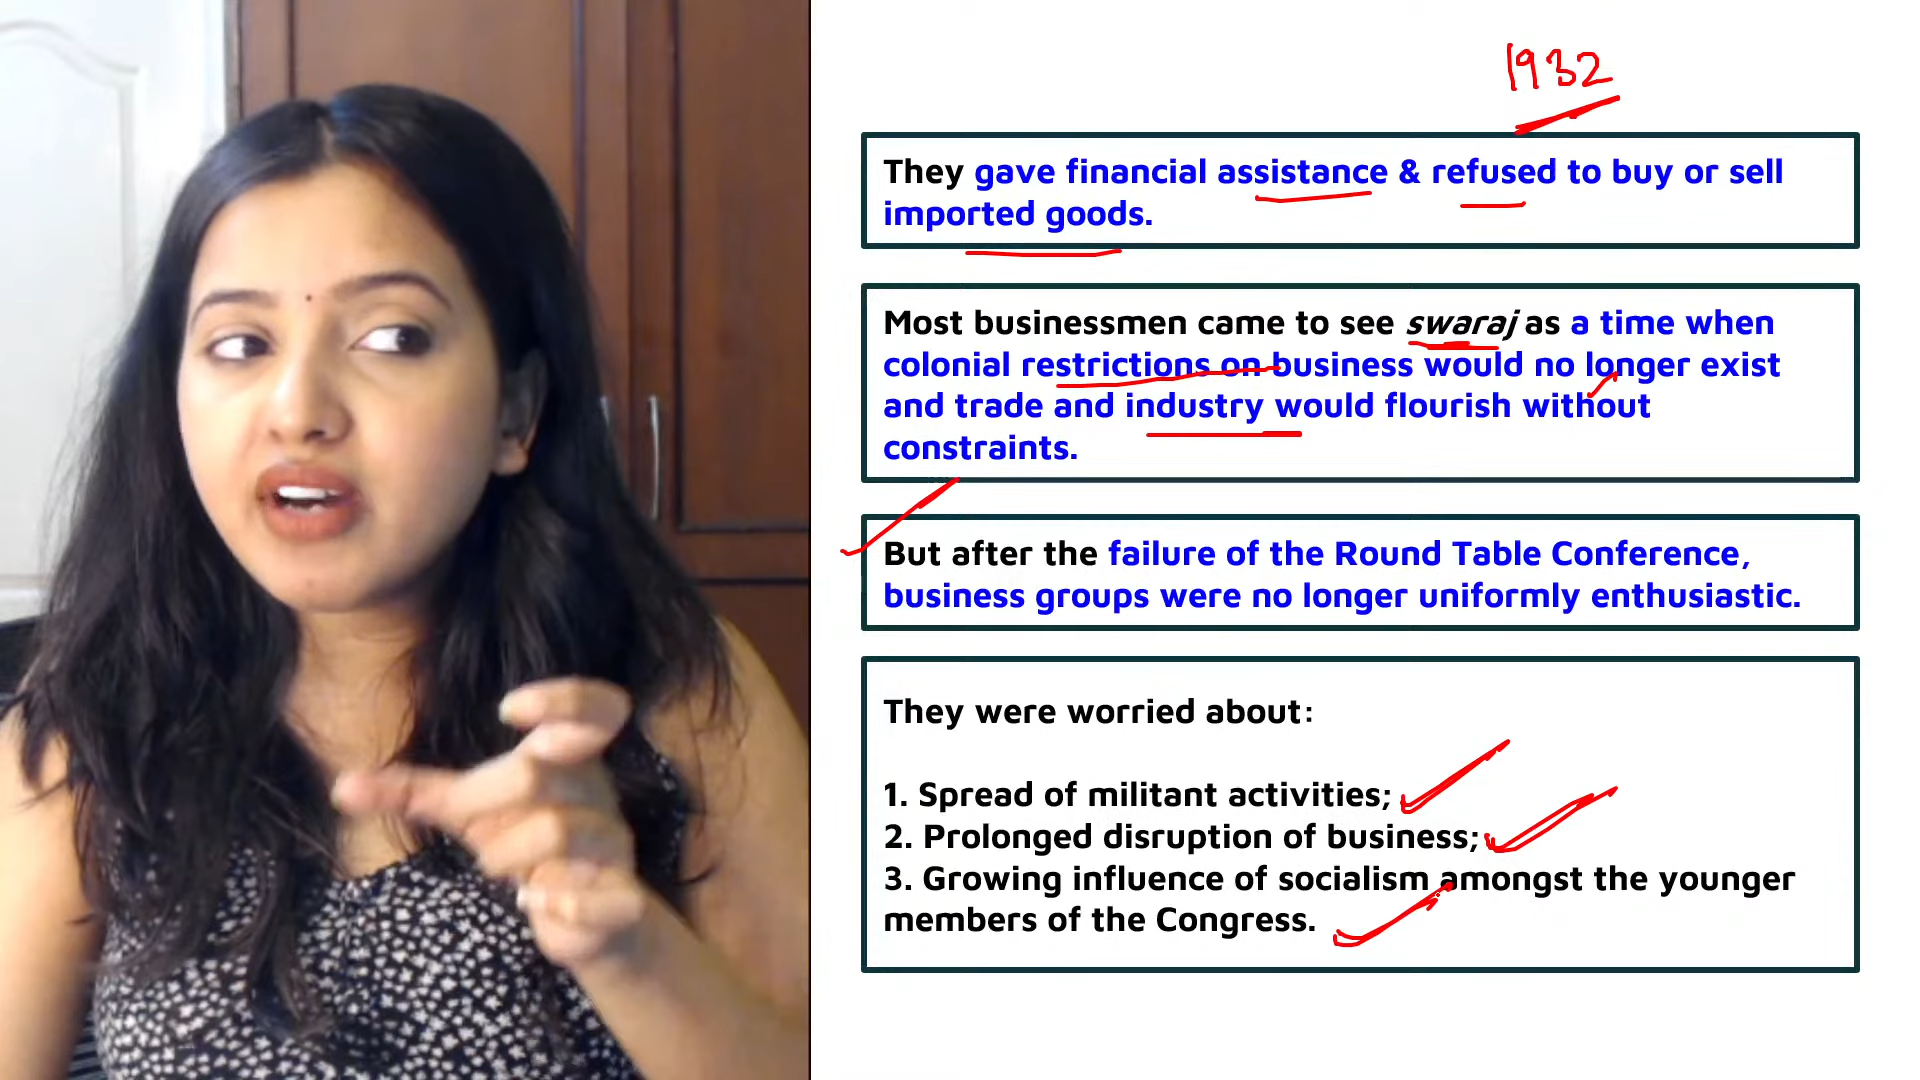 1932
They gave financial assistance & refused to buy or sell
imported goods.
Most businessmen came to see swaraj as a time when
colonial restrictions on business would no longer exist
and trade and industry would flourish without
constraints.
But after the failure of the Round Table Conference,
business groups were no longer uniformly enthusiastic.
They were worried about:
1. Spread of militant activities;
2. Prolonged disruption of business;
3. Growing influence of socialism amongst the younger
members of the Congress.